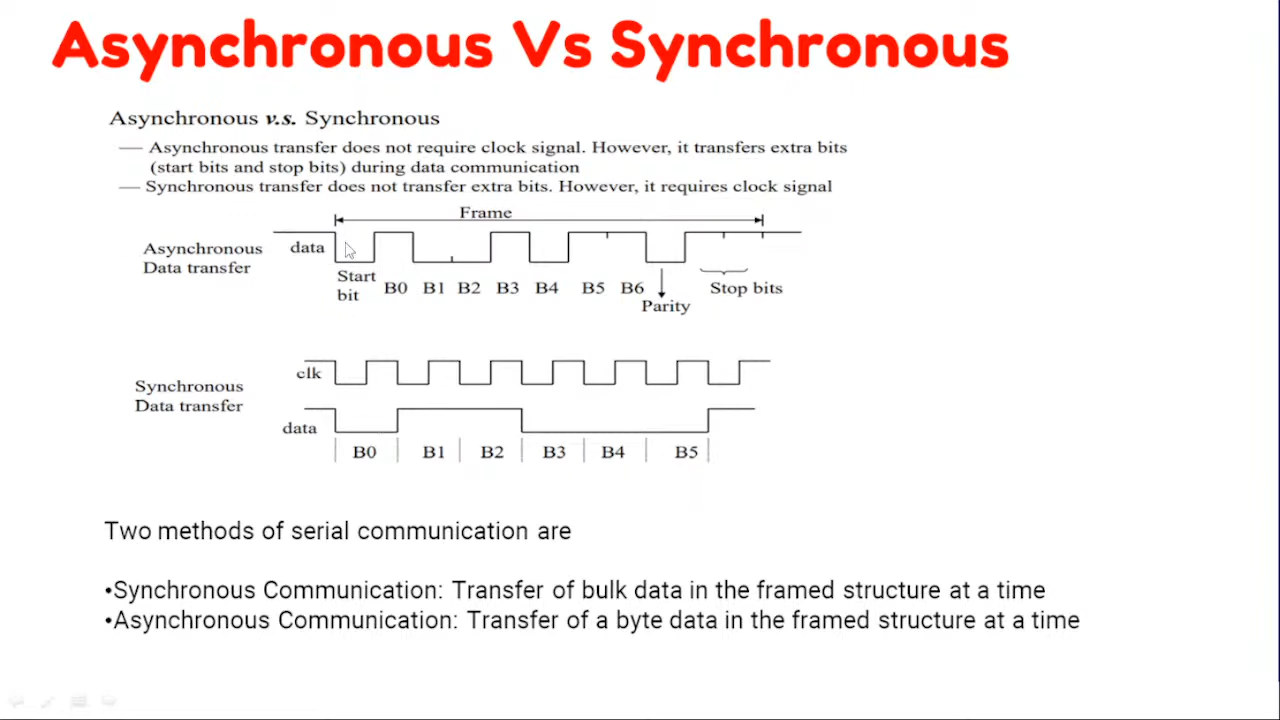 Asynchronous Vs Synchronous
Asynchronous v.s. Synchronous
— Asynchronous transfer does not require clock signal. However, it transfers extra bits
(start bits and stop bits) during data communication
— Synchronous transfer does not transfer extra bits. However, it requires clock signal
Frame
Asynchronous
Data transfer
data
Start
bit
B0 B1 B2 B3 B4 B5 B6
Parity
Stop bits
Synchronous
Data transfer
clk
data
B0 B1 B2 B3 B4 B5
Two methods of serial communication are
•Synchronous Communication: Transfer of bulk data in the framed structure at a time
•Asynchronous Communication: Transfer of a byte data in the framed structure at a time